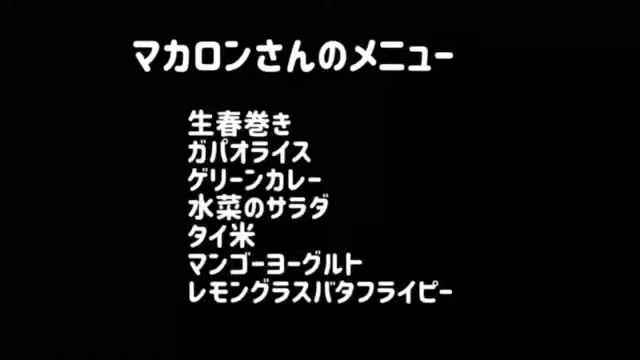 マカロンさんのメニュー
生春巻き
ガパオライス
ゲリーンカレー
水菜のサラダ
タイ米
マンゴーヨーグルト
レモングラスバタフライピー